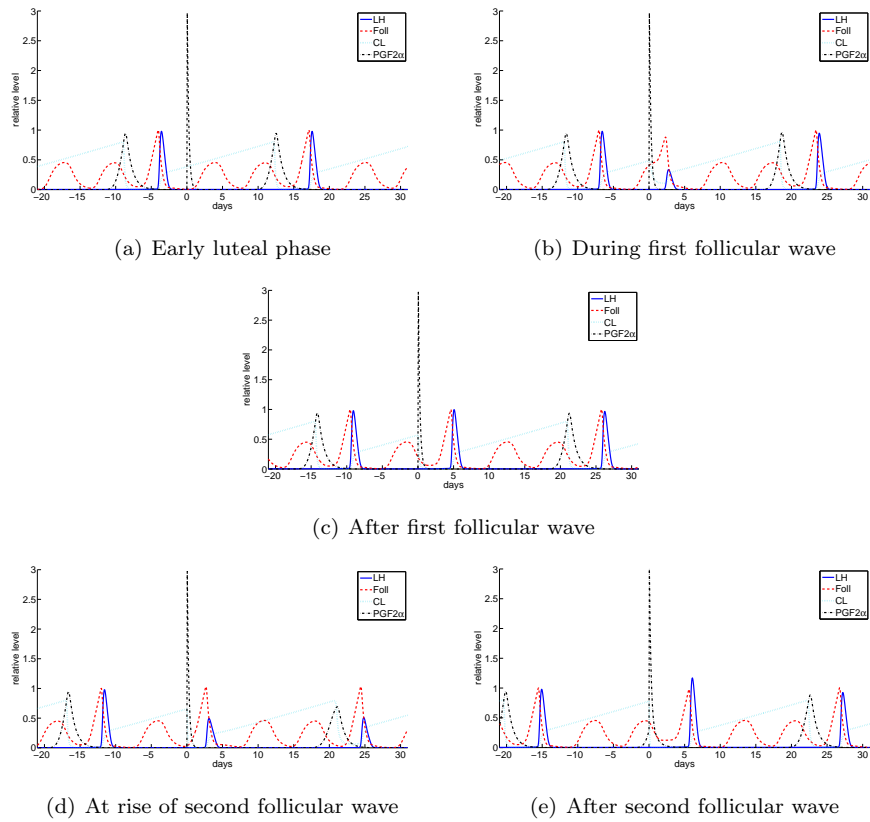 3
2.5
2
1.5
1
0.5
0
relative level
−20 −15 −10 −5 0 5 10 15 20 25 30
days
LH
Foll
CL
PGF2α
(a) Early luteal phase
3
2.5
2
1.5
1
0.5
0
relative level
−20 −15 −10 −5 0 5 10 15 20 25 30
days
LH
Foll
CL
PGF2α
(b) During first follicular wave
3
2.5
2
1.5
1
0.5
0
relative level
−20 −15 −10 −5 0 5 10 15 20 25 30
days
LH
Foll
CL
PGF2α
(c) After first follicular wave
3
2.5
2
1.5
1
0.5
0
relative level
−20 −15 −10 −5 0 5 10 15 20 25 30
days
LH
Foll
CL
PGF2α
(d) At rise of second follicular wave
3
2.5
2
1.5
1
0.5
0
relative level
−20 −15 −10 −5 0 5 10 15 20 25 30
days
LH
Foll
CL
PGF2α
(e) After second follicular wave